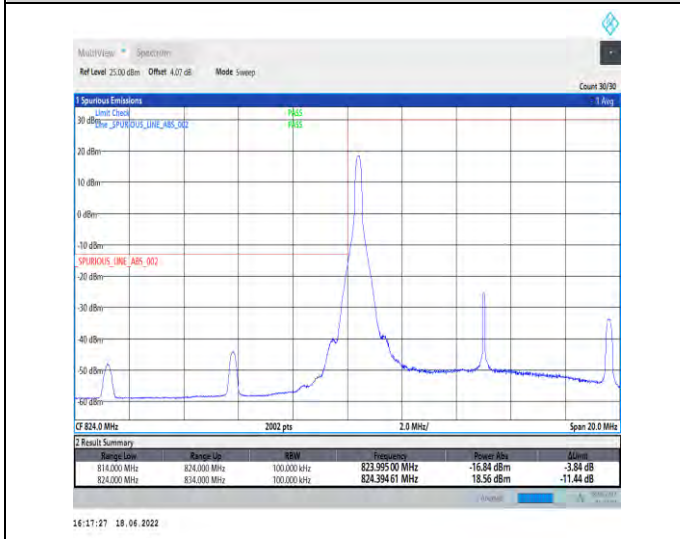 MultiView Spectrum
Ref Level 25.00 dBm Offset 4.07 dB Mode Sweep
Count 30/30
1 Spurious Emissions 1 Avg
Limit Check PASS
Line _SPURIOUS_LINE_ABS_002 PASS
30 dBm
20 dBm
10 dBm
0 dBm
-10 dBm
_SPURIOUS_LINE_ABS_002
-20 dBm
-30 dBm
-40 dBm
-50 dBm
-60 dBm
CF 824.0 MHz 2002 pts 2.0 MHz/ Span 20.0 MHz
2 Result Summary
Range Low Range Up RBW Frequency Power Abs ΔLimit
814.000 MHz 824.000 MHz 100.000 kHz 823.995 00 MHz -16.84 dBm -3.84 dB
824.000 MHz 834.000 MHz 100.000 kHz 824.394 61 MHz 18.56 dBm -11.44 dB
16:17:27 18.06.2022